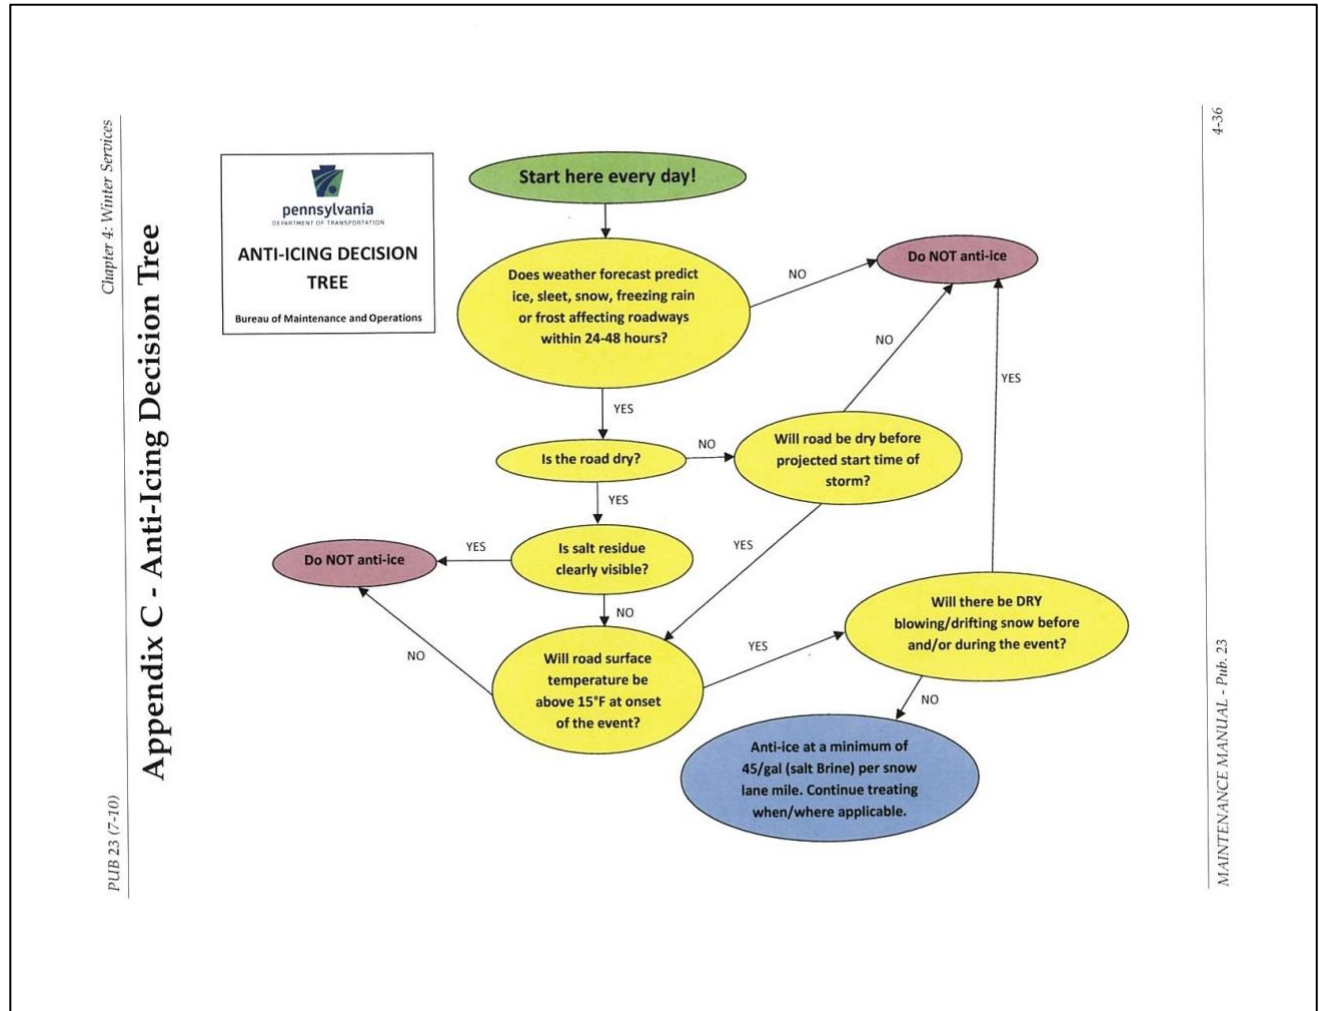 PUB 23 (7-10)
Chapter 4: Winter Services
Appendix C - Anti-Icing Decision Tree
pennsylvania
DEPARTMENT OF TRANSPORTATION
ANTI-ICING DECISION
TREE
Bureau of Maintenance and Operations
Start here every day!
Does weather forecast predict
ice, sleet, snow, freezing rain
or frost affecting roadways
within 24-48 hours?
NO
Do NOT anti-ice
YES
Is the road dry?
NO
Will road be dry before
projected start time of
storm?
NO
YES
YES
Is salt residue
clearly visible?
YES
Do NOT anti-ice
NO
Will road surface
temperature be
above 15°F at onset
of the event?
NO
YES
Will there be DRY
blowing/drifting snow before
and/or during the event?
YES
NO
Anti-ice at a minimum of
45/gal (salt Brine) per snow
lane mile. Continue treating
when/where applicable.
MAINTENANCE MANUAL - Pub. 23
4-36